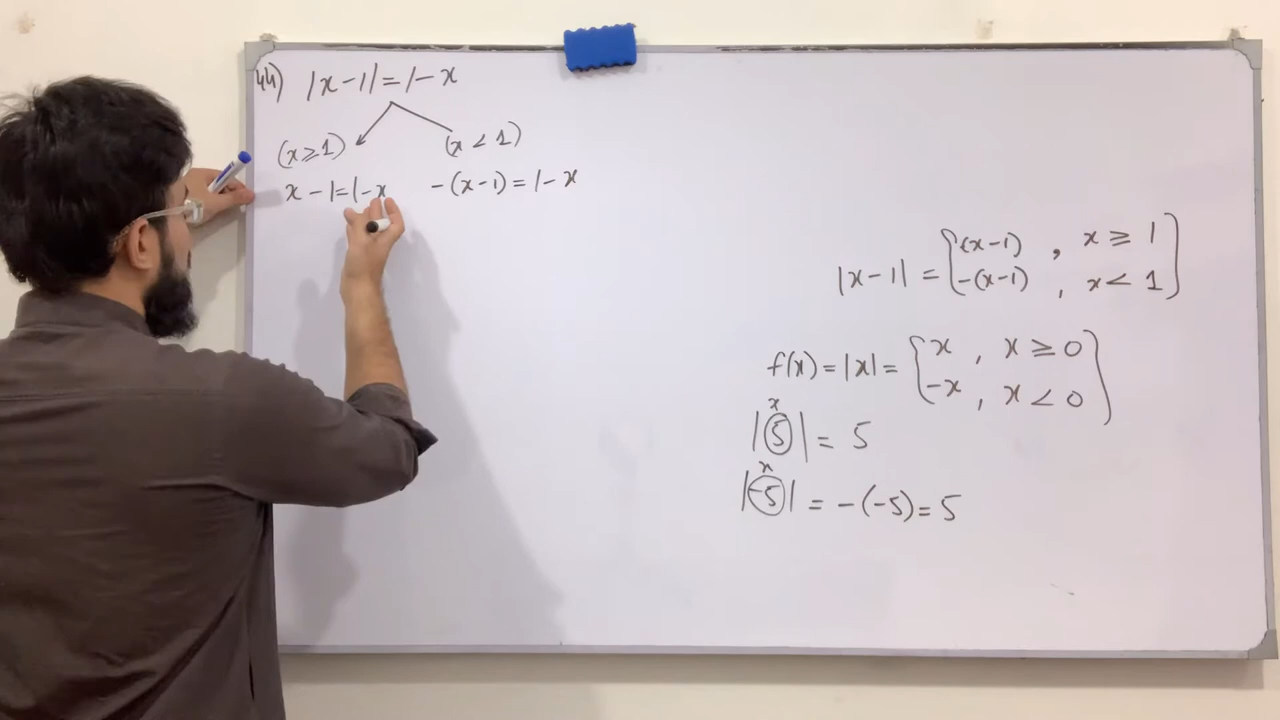 44) |x-1|=1-x
(x≥1) (x<1)
x-1=1-x -(x-1)=1-x
|x-1| = { (x-1) , x≥1
-(x-1) , x<1 }
f(x)=|x|= { x , x≥0
-x , x<0 }
x
|5| = 5
x
|-5| = -(-5)=5